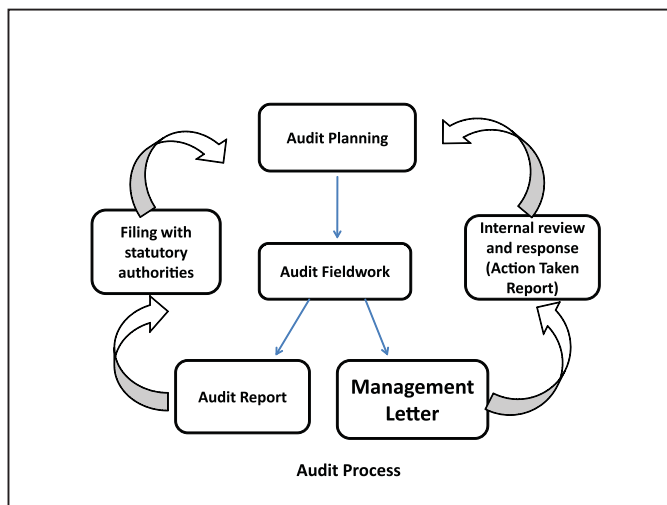 Audit Planning
Filing with
statutory
authorities
Audit Fieldwork
Internal review
and response
(Action Taken
Report)
Audit Report
Management
Letter
Audit Process